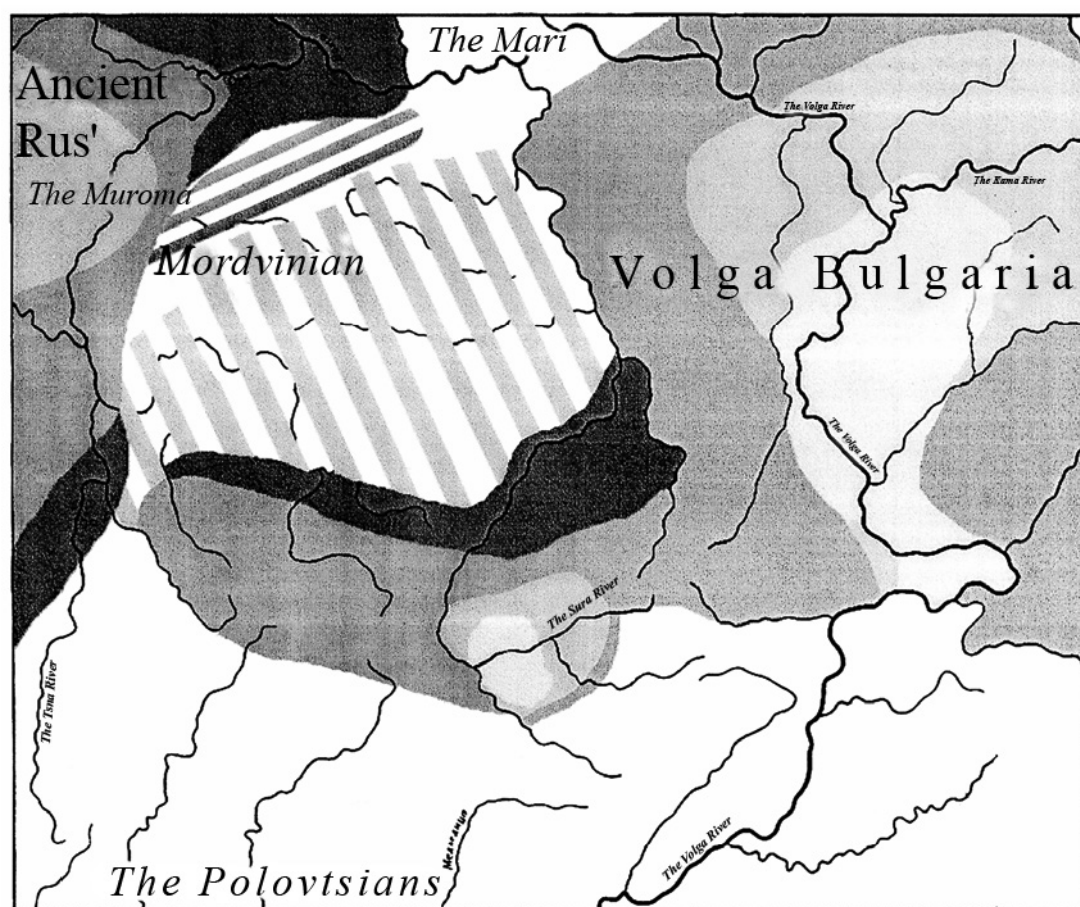 The Mari
Ancient
Rus'
The Volga River
The Muroma
The Kama River
Mordvinian
Volga Bulgaria
The Volga River
The Sura River
The Tsna River
The Volga River
The Polovtsians